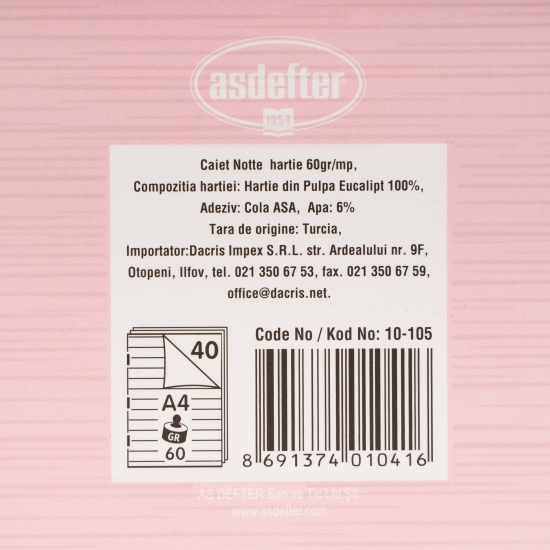 asdefter
1954
Caiet Notte hartie 60gr/mp,
Compozitia hartiei: Hartie din Pulpa Eucalipt 100%,
Adeziv: Cola ASA, Apa: 6%
Tara de origine: Turcia,
Importator:Dacris Impex S.R.L. str. Ardealului nr. 9F,
Otopeni, Ilfov, tel. 021 350 67 53, fax. 021 350 67 59,
office@dacris.net.
40
A4
GR
60
Code No / Kod No: 10-105
8 691374 010416
AS DEFTER San.ve Tic.Ltd.Şti.
www.asdefter.com